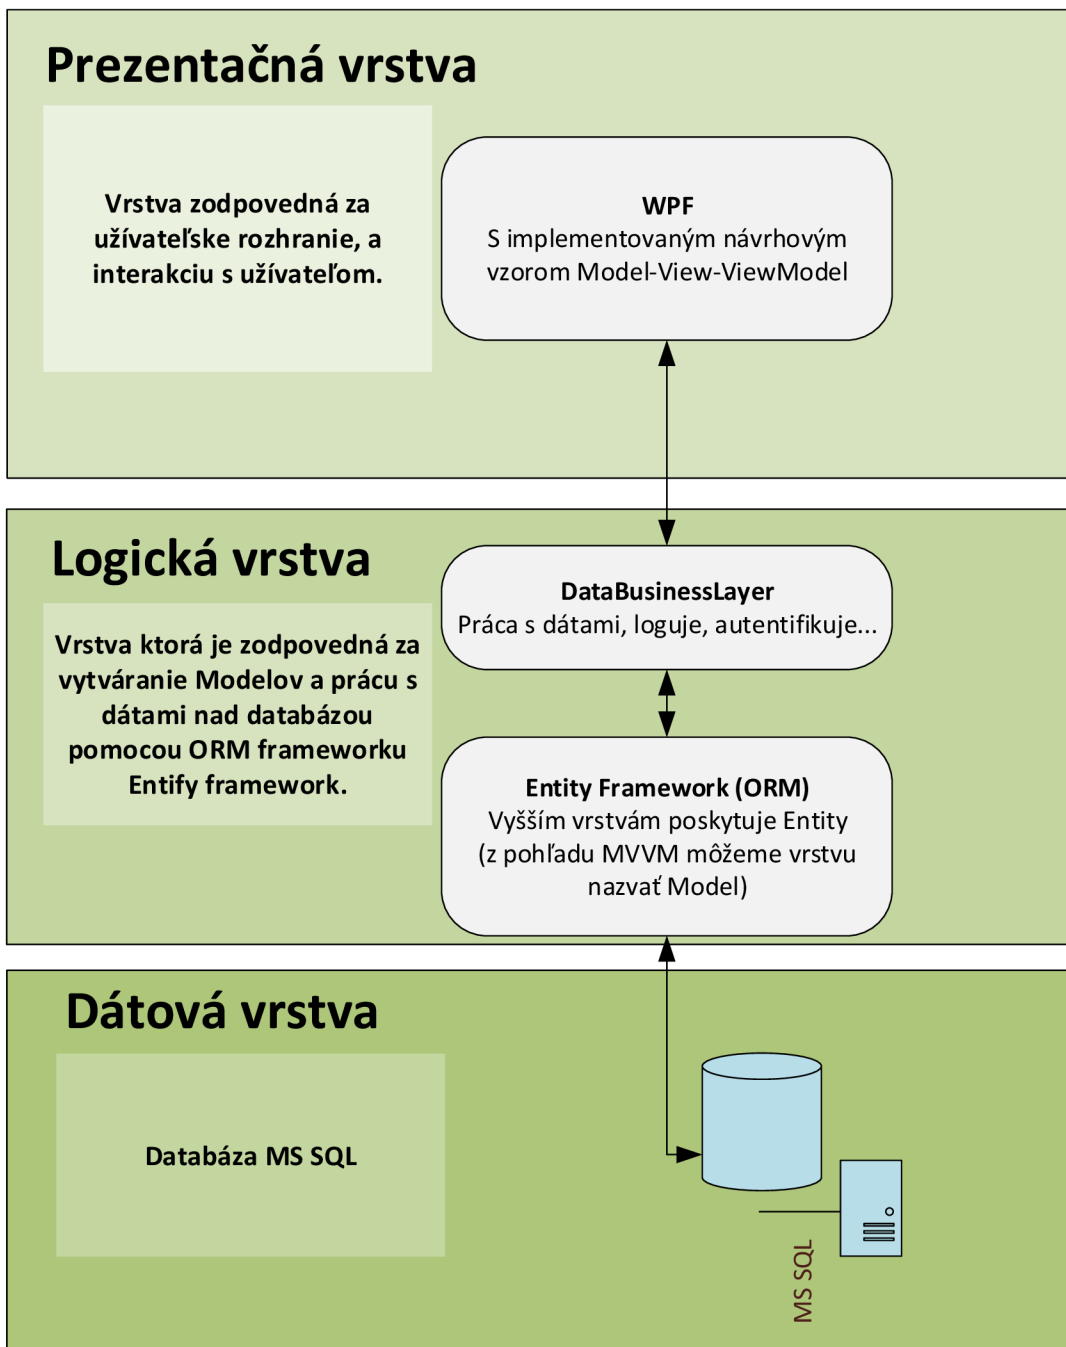 Prezentačná vrstva
Vrstva zodpovedná za
užívateľske rozhranie, a
interakciu s užívateľom.
WPF
S implementovaným návrhovým
vzorom Model-View-ViewModel
Logická vrstva
Vrstva ktorá je zodpovedná za
vytváranie Modelov a prácu s
dátami nad databázou
pomocou ORM frameworku
Entify framework.
DataBusinessLayer
Práca s dátami, loguje, autentifikuje...
Entity Framework (ORM)
Vyšším vrstvám poskytuje Entity
(z pohľadu MVVM môžeme vrstvu
nazvať Model)
Dátová vrstva
Databáza MS SQL
MS SQL